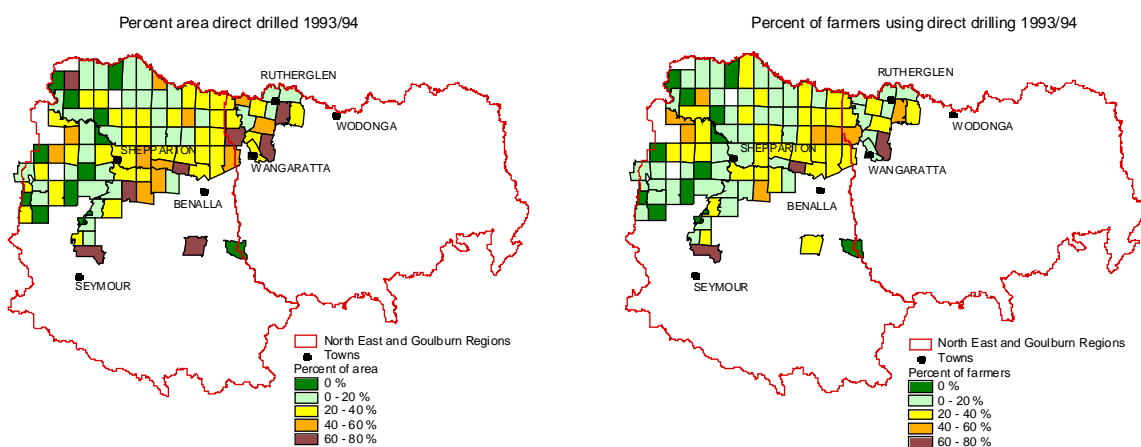 Percent area direct drilled 1993/94
RUTHERGLEN
WODONGA
SHEPPARTON
WANGARATTA
BENALLA
SEYMOUR
North East and Goulburn Regions
Towns
Percent of area
0 %
0 - 20 %
20 - 40 %
40 - 60 %
60 - 80 %
Percent of farmers using direct drilling 1993/94
RUTHERGLEN
WODONGA
SHEPPARTON
WANGARATTA
BENALLA
SEYMOUR
North East and Goulburn Regions
Towns
Percent of farmers
0 %
0 - 20 %
20 - 40 %
40 - 60 %
60 - 80 %